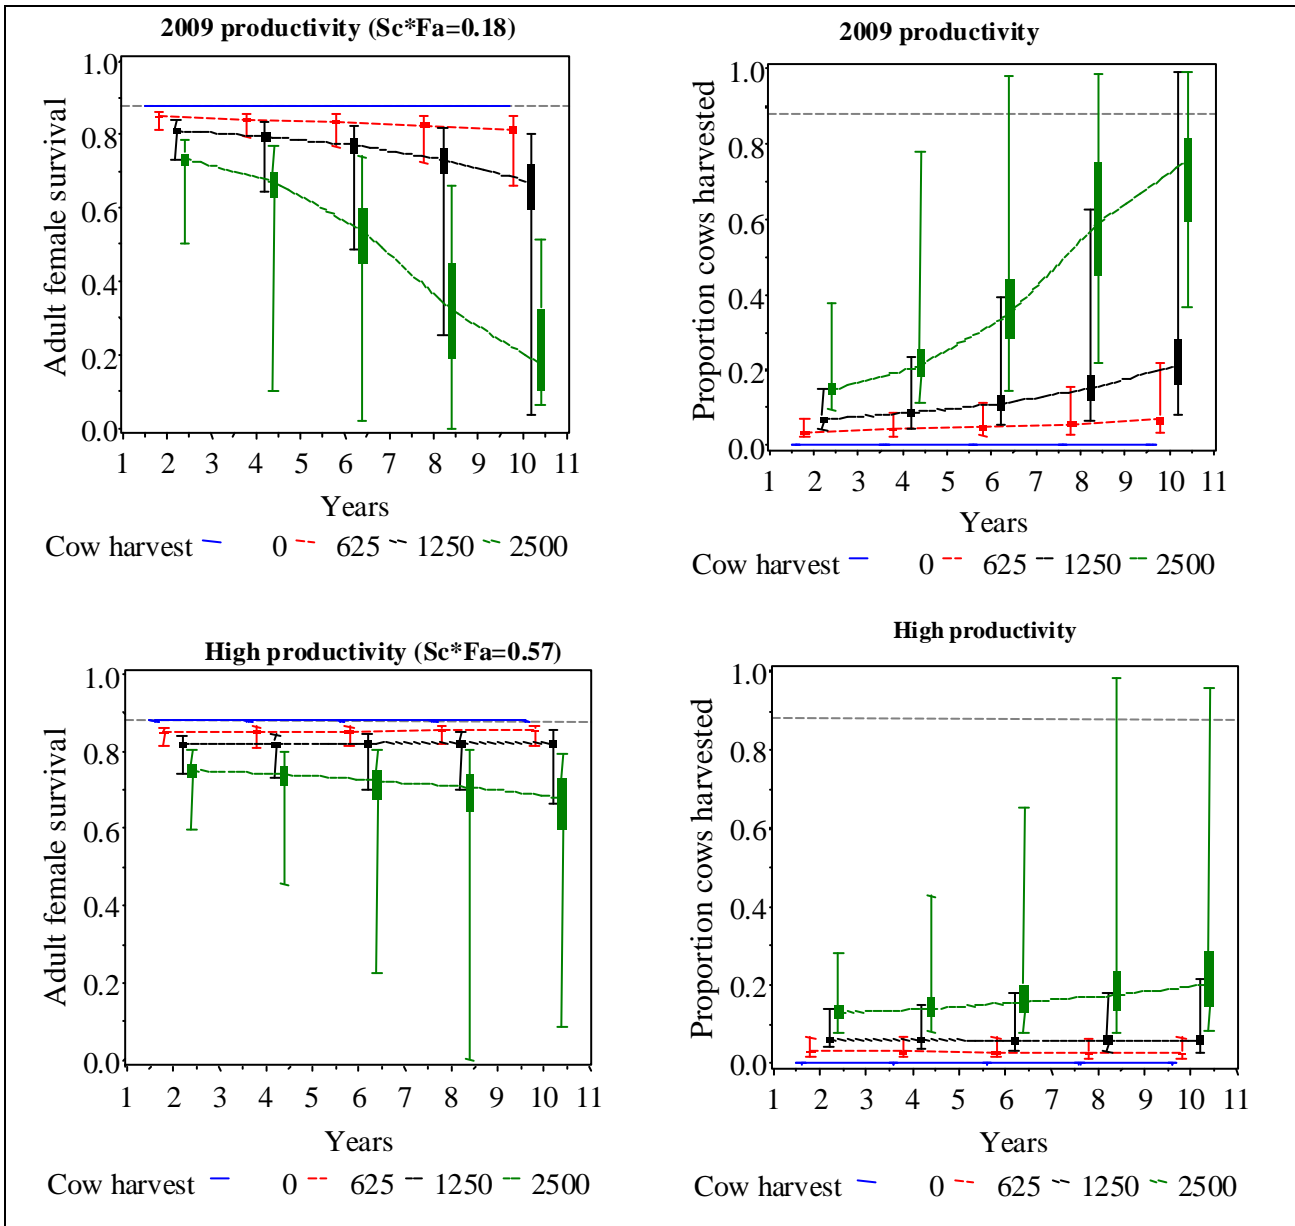 2009 productivity (Sc*Fa=0.18)
Adult female survival
1.0
0.8
0.6
0.4
0.2
0.0
1 2 3 4 5 6 7 8 9 10 11
Years
Cow harvest 0 625 1250 2500
2009 productivity
Proportion cows harvested
1.0
0.8
0.6
0.4
0.2
0.0
1 2 3 4 5 6 7 8 9 10 11
Years
Cow harvest 0 625 1250 2500
High productivity (Sc*Fa=0.57)
Adult female survival
1.0
0.8
0.6
0.4
0.2
0.0
1 2 3 4 5 6 7 8 9 10 11
Years
Cow harvest 0 625 1250 2500
High productivity
Proportion cows harvested
1.0
0.8
0.6
0.4
0.2
0.0
1 2 3 4 5 6 7 8 9 10 11
Years
Cow harvest 0 625 1250 2500